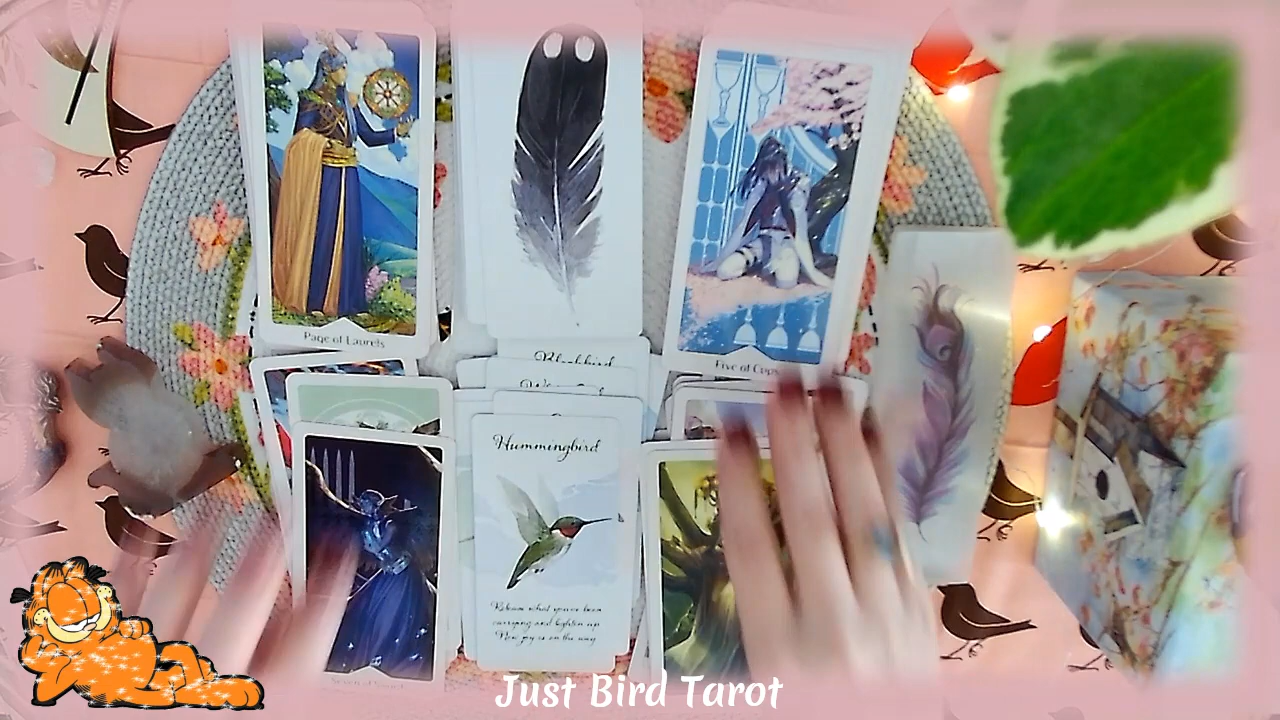 Page of Laurels
Five of Cups
Blackbird
Hummingbird
Release what you've been
carrying and lighten up
New joy is on the way
Just Bird Tarot